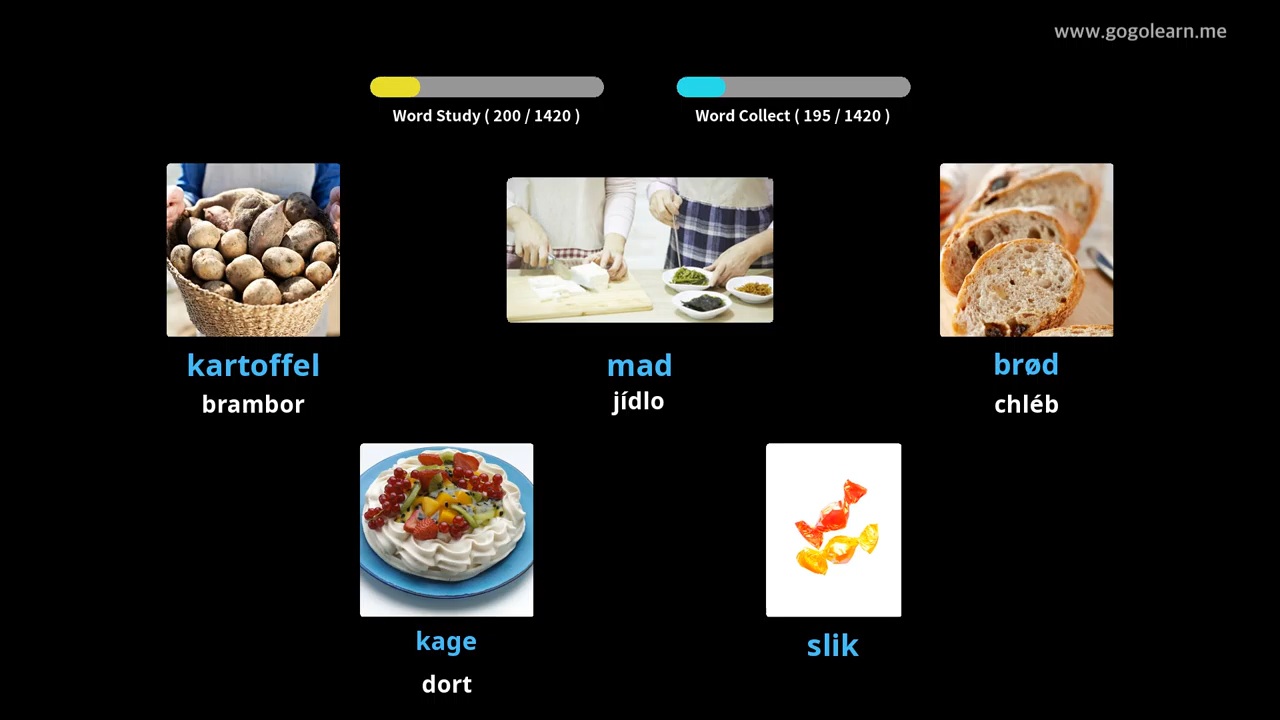 www.gogolearn.me
Word Study ( 200 / 1420 )
Word Collect ( 195 / 1420 )
kartoffel
brambor
mad
jídlo
brød
chléb
kage
dort
slik